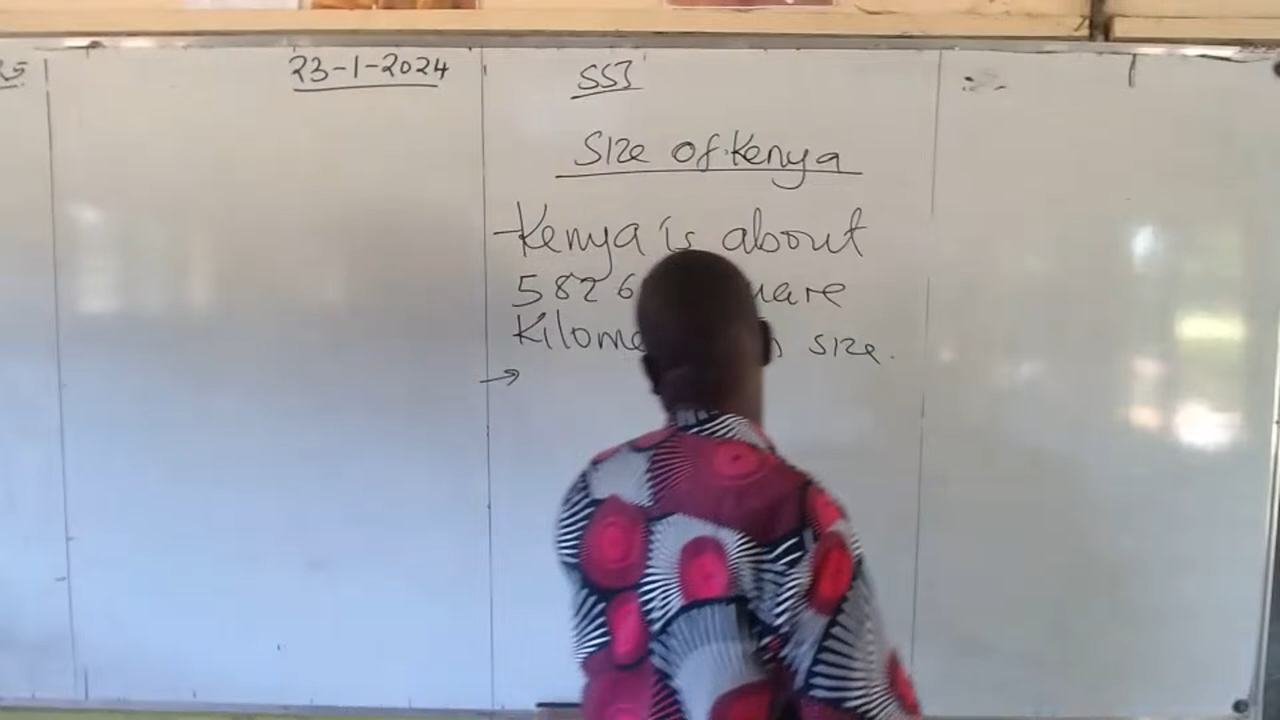 23-1-2024
SS3
Size of Kenya
-Kenya is about
5826
Kilome size.
→